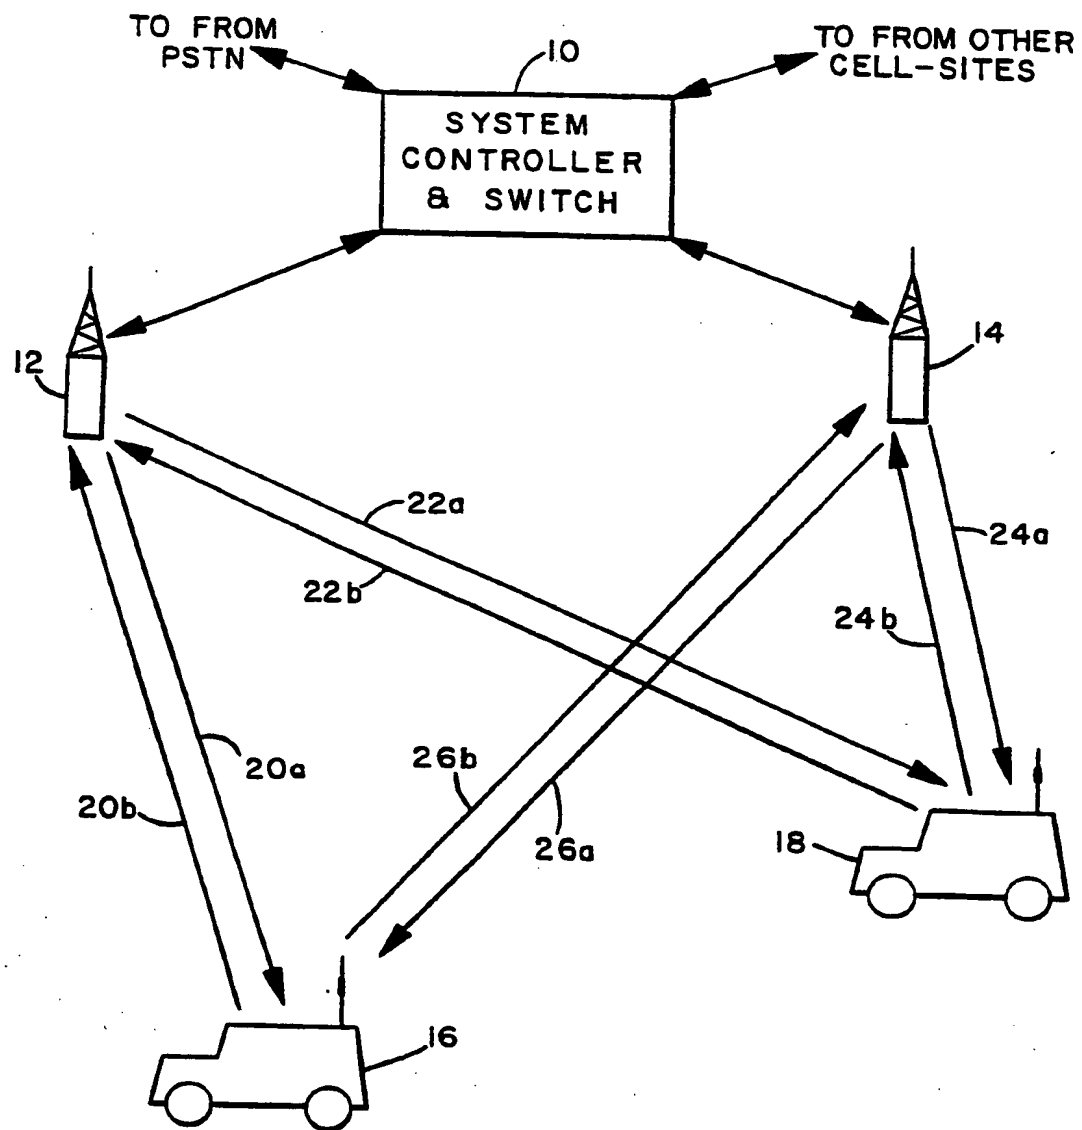 TO FROM
PSTN
10
TO FROM OTHER
CELL-SITES
SYSTEM
CONTROLLER
& SWITCH
12
14
22a
22b
24a
24b
20a
20b
26b
26a
18
16